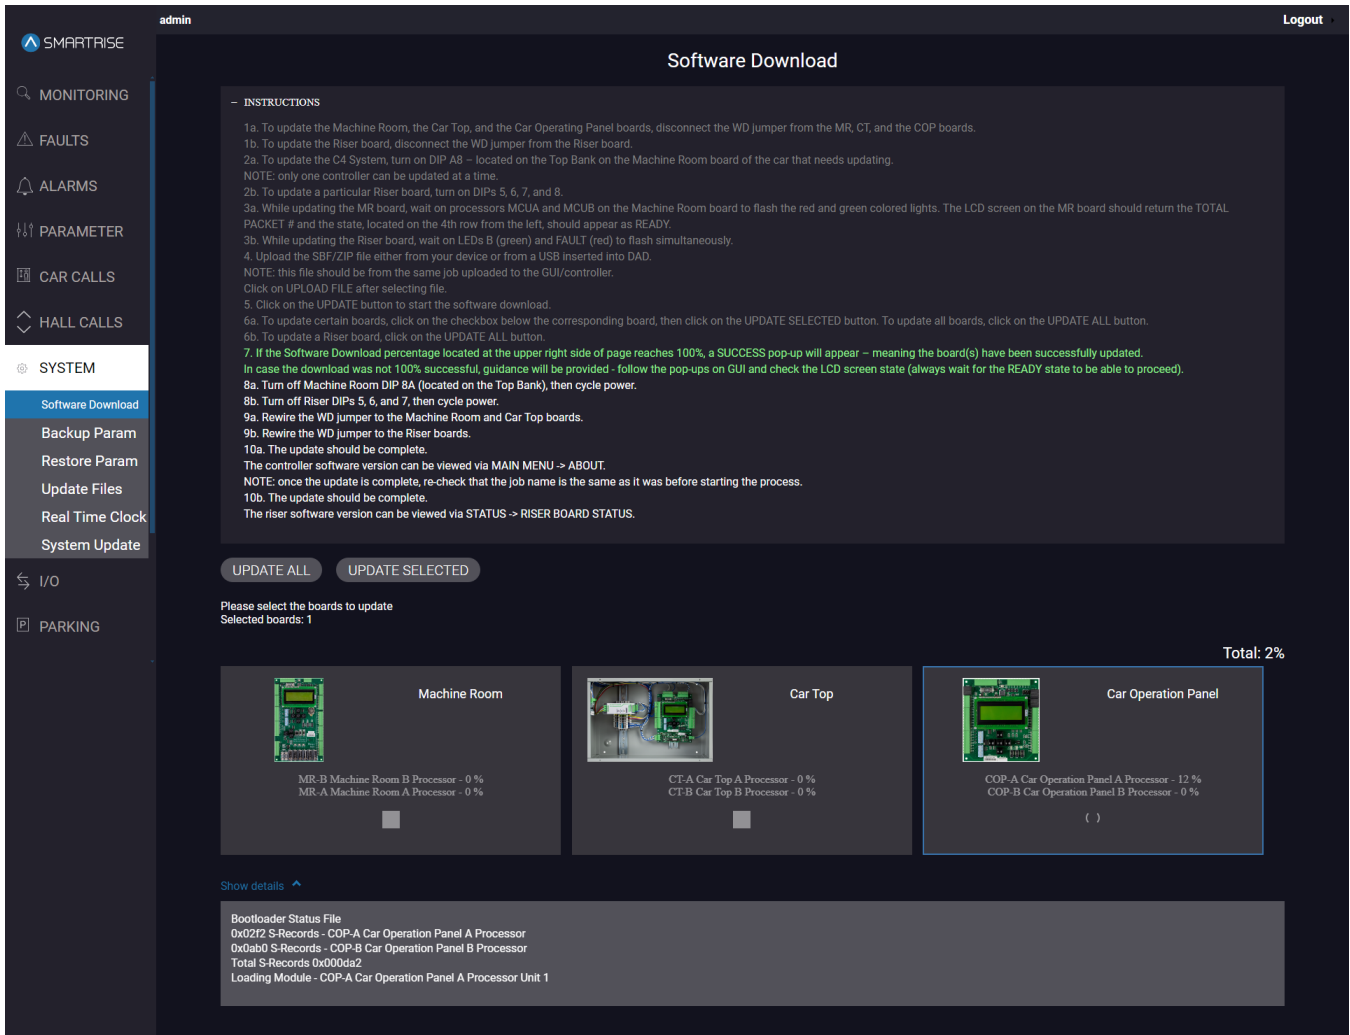 admin
Logout
SMARTRISE
MONITORING
FAULTS
ALARMS
PARAMETER
CAR CALLS
HALL CALLS
SYSTEM
Software Download
Backup Param
Restore Param
Update Files
Real Time Clock
System Update
I/O
PARKING
Software Download
– INSTRUCTIONS
1a. To update the Machine Room, the Car Top, and the Car Operating Panel boards, disconnect the WD jumper from the MR, CT, and the COP boards.
1b. To update the Riser board, disconnect the WD jumper from the Riser board.
2a. To update the C4 System, turn on DIP A8 – located on the Top Bank on the Machine Room board of the car that needs updating.
NOTE: only one controller can be updated at a time.
2b. To update a particular Riser board, turn on DIPs 5, 6, 7, and 8.
3a. While updating the MR board, wait on processors MCUA and MCUB on the Machine Room board to flash the red and green colored lights. The LCD screen on the MR board should return the TOTAL
PACKET # and the state, located on the 4th row from the left, should appear as READY.
3b. While updating the Riser board, wait on LEDs B (green) and FAULT (red) to flash simultaneously.
4. Upload the SBF/ZIP file either from your device or from a USB inserted into DAD.
NOTE: this file should be from the same job uploaded to the GUI/controller.
Click on UPLOAD FILE after selecting file.
5. Click on the UPDATE button to start the software download.
6a. To update certain boards, click on the checkbox below the corresponding board, then click on the UPDATE SELECTED button. To update all boards, click on the UPDATE ALL button.
6b. To update a Riser board, click on the UPDATE ALL button.
7. If the Software Download percentage located at the upper right side of page reaches 100%, a SUCCESS pop-up will appear – meaning the board(s) have been successfully updated.
In case the download was not 100% successful, guidance will be provided - follow the pop-ups on GUI and check the LCD screen state (always wait for the READY state to be able to proceed).
8a. Turn off Machine Room DIP 8A (located on the Top Bank), then cycle power.
8b. Turn off Riser DIPs 5, 6, and 7, then cycle power.
9a. Rewire the WD jumper to the Machine Room and Car Top boards.
9b. Rewire the WD jumper to the Riser boards.
10a. The update should be complete.
The controller software version can be viewed via MAIN MENU -> ABOUT.
NOTE: once the update is complete, re-check that the job name is the same as it was before starting the process.
10b. The update should be complete.
The riser software version can be viewed via STATUS -> RISER BOARD STATUS.
UPDATE ALL
UPDATE SELECTED
Please select the boards to update
Selected boards: 1
Total: 2%
Machine Room
MR-B Machine Room B Processor - 0 %
MR-A Machine Room A Processor - 0 %
Car Top
CT-A Car Top A Processor - 0 %
CT-B Car Top B Processor - 0 %
Car Operation Panel
COP-A Car Operation Panel A Processor - 12 %
COP-B Car Operation Panel B Processor - 0 %
Show details
Bootloader Status File
0x02f2 S-Records - COP-A Car Operation Panel A Processor
0x0ab0 S-Records - COP-B Car Operation Panel B Processor
Total S-Records 0x000da2
Loading Module - COP-A Car Operation Panel A Processor Unit 1